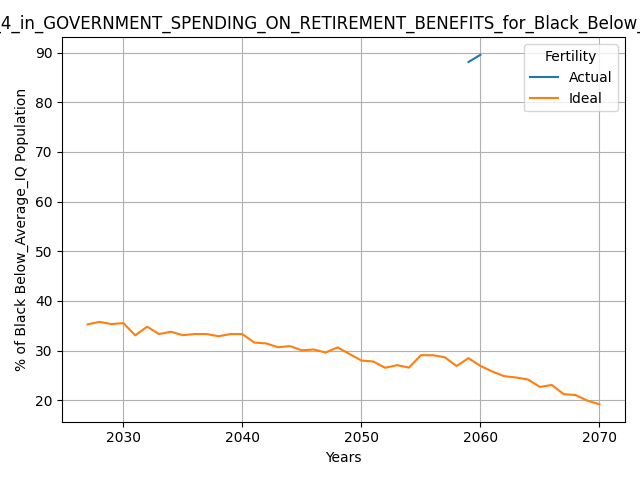 _4_in_GOVERNMENT_SPENDING_ON_RETIREMENT_BENEFITS_for_Black_Below_
Fertility
Actual
Ideal
% of Black Below_Average_IQ Population
90
80
70
60
50
40
30
20
2030 2040 2050 2060 2070
Years